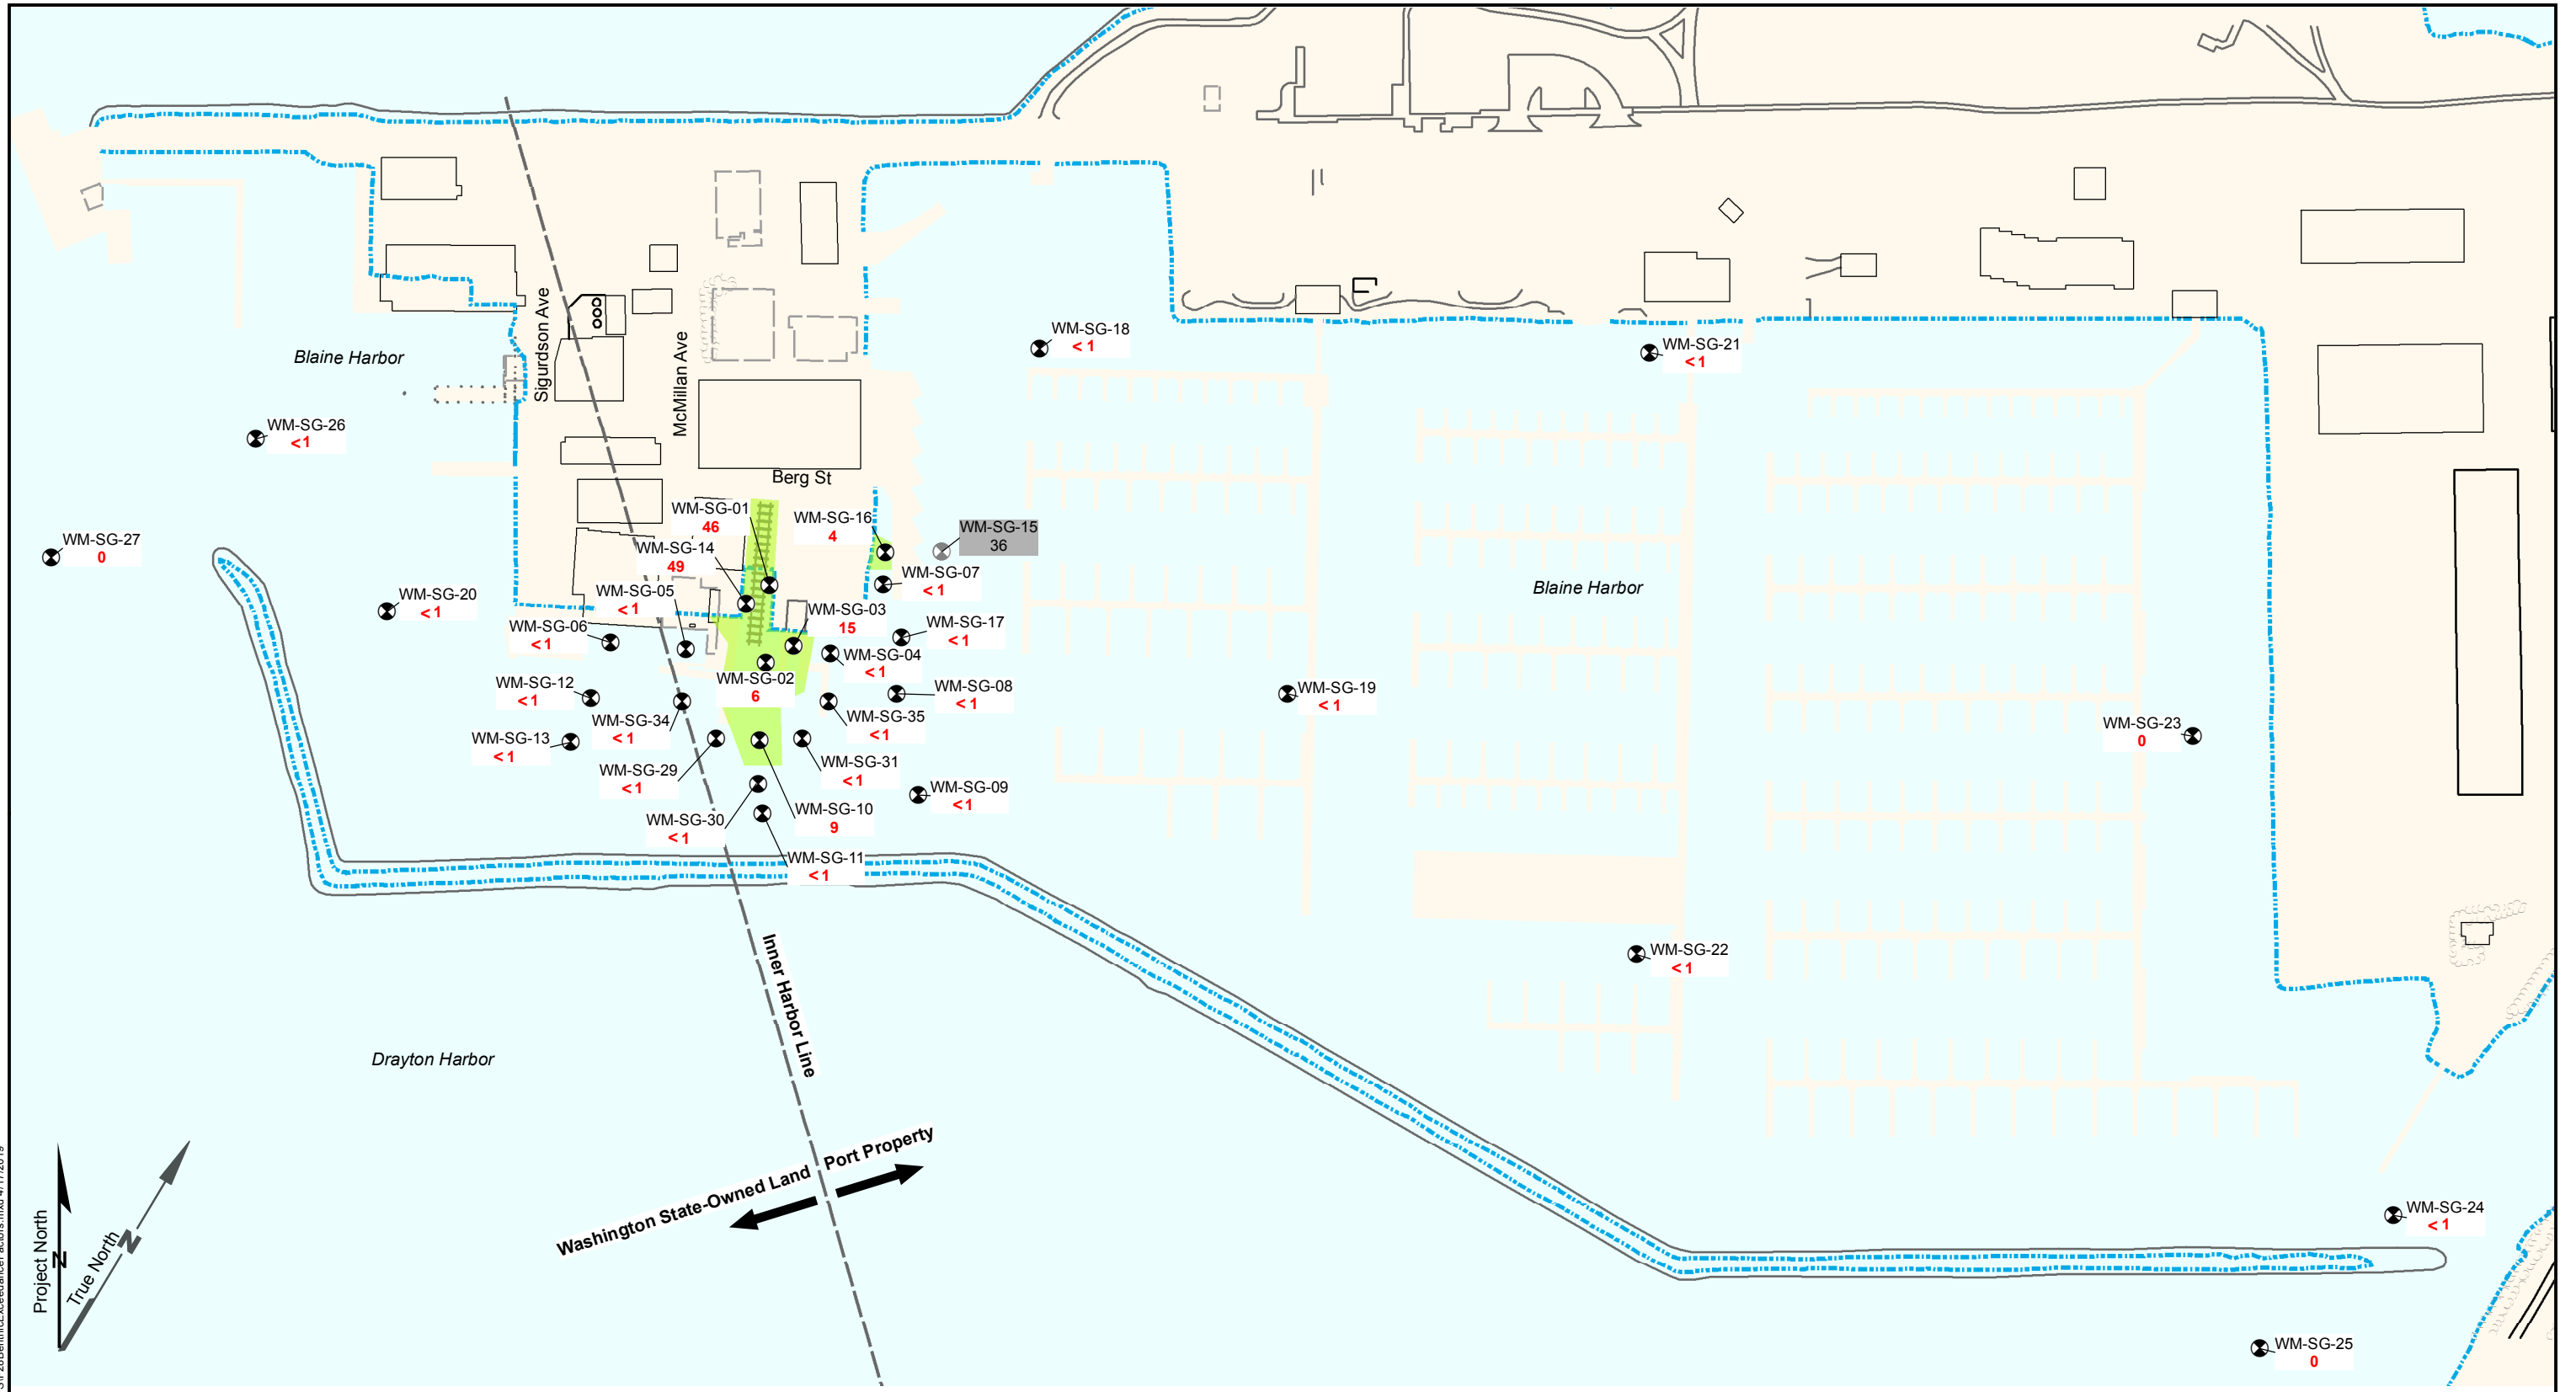 WM-SG-18
< 1
WM-SG-21
< 1
Blaine Harbor
Sigurdson Ave
McMillan Ave
WM-SG-26
<1
Berg St
WM-SG-01
46
WM-SG-16
4
WM-SG-15
36
WM-SG-27
0
WM-SG-14
49
WM-SG-07
< 1
WM-SG-05
< 1
WM-SG-20
< 1
WM-SG-03
15
WM-SG-06
< 1
WM-SG-17
< 1
WM-SG-04
< 1
Blaine Harbor
WM-SG-12
< 1
WM-SG-02
6
WM-SG-08
< 1
WM-SG-19
< 1
WM-SG-34
< 1
WM-SG-35
<1
WM-SG-23
0
WM-SG-13
< 1
WM-SG-29
< 1
WM-SG-31
< 1
WM-SG-09
< 1
WM-SG-30
< 1
WM-SG-10
9
WM-SG-11
< 1
WM-SG-22
< 1
Inner Harbor Line
Drayton Harbor
Washington State-Owned Land
Port Property
Project North
N
True North
N
WM-SG-24
< 1
WM-SG-25
0